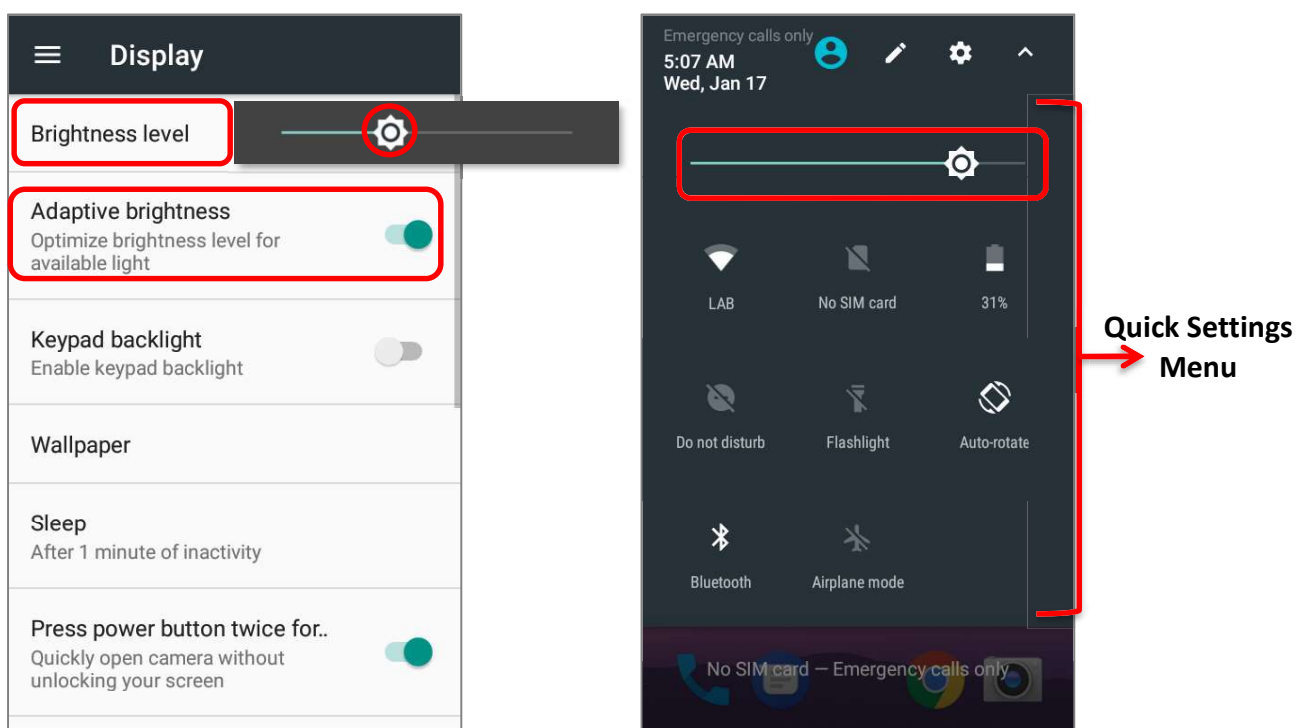 Display
Brightness level
Adaptive brightness
Optimize brightness level for
available light
Keypad backlight
Enable keypad backlight
Wallpaper
Sleep
After 1 minute of inactivity
Press power button twice for..
Quickly open camera without
unlocking your screen
Emergency calls only
5:07 AM
Wed, Jan 17
LAB
No SIM card
31%
Do not disturb
Flashlight
Auto-rotate
Bluetooth
Airplane mode
No SIM card — Emergency calls only
Quick Settings
Menu